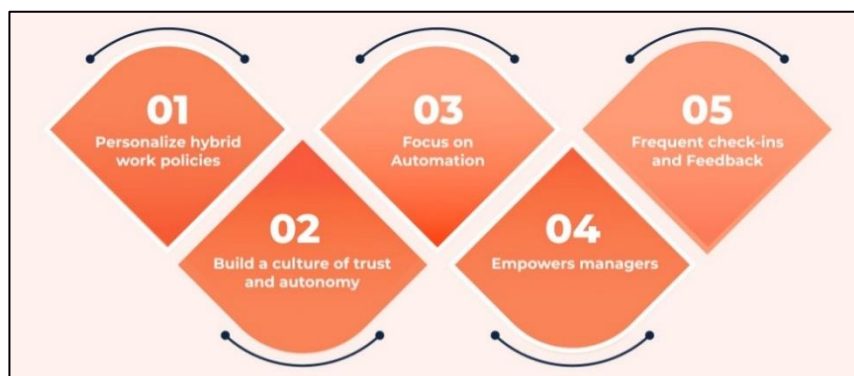 01
Personalize hybrid
work policies
02
Build a culture of trust
and autonomy
03
Focus on
Automation
04
Empowers managers
05
Frequent check-ins
and Feedback